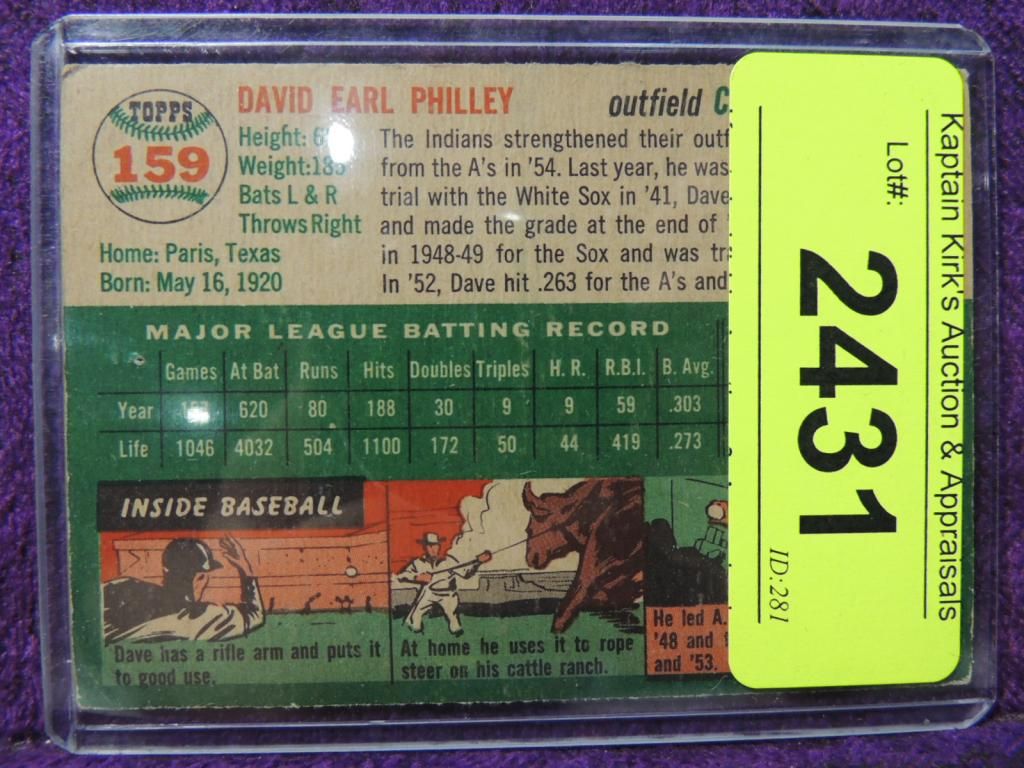 TOPPS
159
DAVID EARL PHILLEY
outfield C
Height: 6
Weight:185
Bats L & R
Throws Right
Home: Paris, Texas
Born: May 16, 1920
The Indians strengthened their outf
from the A's in '54. Last year, he was
trial with the White Sox in '41, Dave
and made the grade at the end of '
in 1948-49 for the Sox and was tr
In '52, Dave hit .263 for the A's and
MAJOR LEAGUE BATTING RECORD
Games At Bat Runs Hits Doubles Triples H. R. R.B.I. B. Avg.
Year 620 80 188 30 9 9 59 .303
Life 1046 4032 504 1100 172 50 44 419 .273
INSIDE BASEBALL
Dave has a rifle arm and puts it
to good use.
At home he uses it to rope
steer on his cattle ranch.
He led A.
'48 and
and '53.
Kaptain Kirk's Auction & Appraisals
Lot#:
2431
ID:281